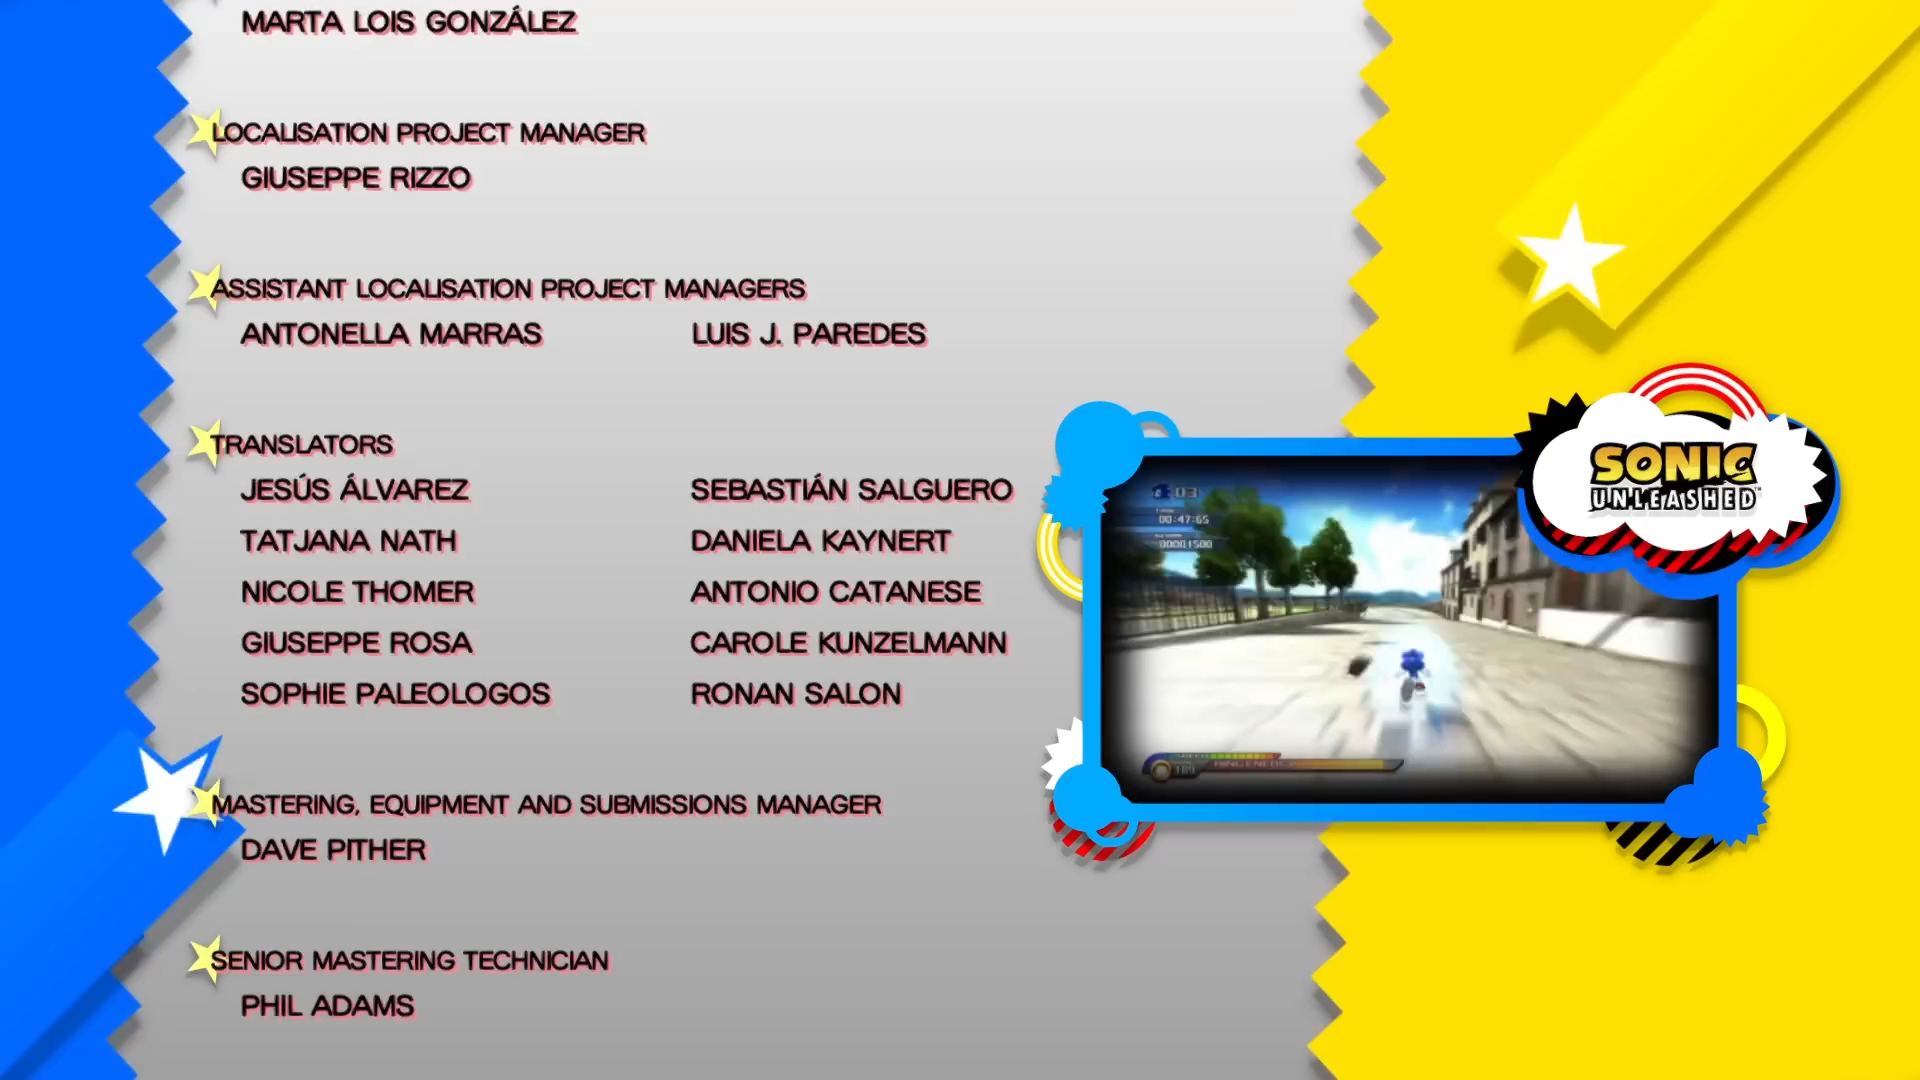 MARTA LOIS GONZÁLEZ
LOCALISATION PROJECT MANAGER
GIUSEPPE RIZZO
ASSISTANT LOCALISATION PROJECT MANAGERS
ANTONELLA MARRAS LUIS J. PAREDES
TRANSLATORS
JESÚS ÁLVAREZ SEBASTIÁN SALGUERO
TATJANA NATH DANIELA KAYNERT
NICOLE THOMER ANTONIO CATANESE
GIUSEPPE ROSA CAROLE KUNZELMANN
SOPHIE PALEOLOGOS RONAN SALON
MASTERING, EQUIPMENT AND SUBMISSIONS MANAGER
DAVE PITHER
SENIOR MASTERING TECHNICIAN
PHIL ADAMS
SONIC
UNLEASHED
03
00:47:65
00001500
RING ENERGY